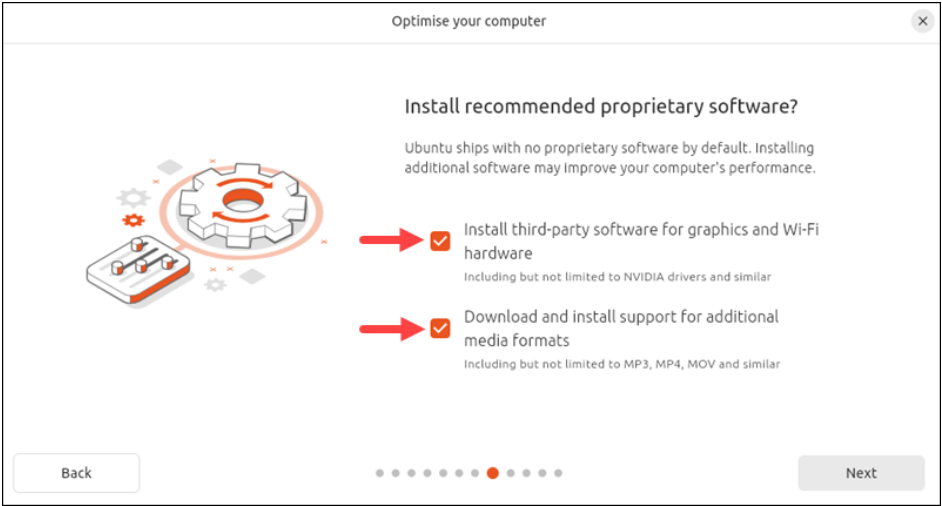 Optimise your computer
Install recommended proprietary software?
Ubuntu ships with no proprietary software by default. Installing
additional software may improve your computer's performance.
Install third-party software for graphics and Wi-Fi
hardware
Including but not limited to NVIDIA drivers and similar
Download and install support for additional
media formats
Including but not limited to MP3, MP4, MOV and similar
Back
Next